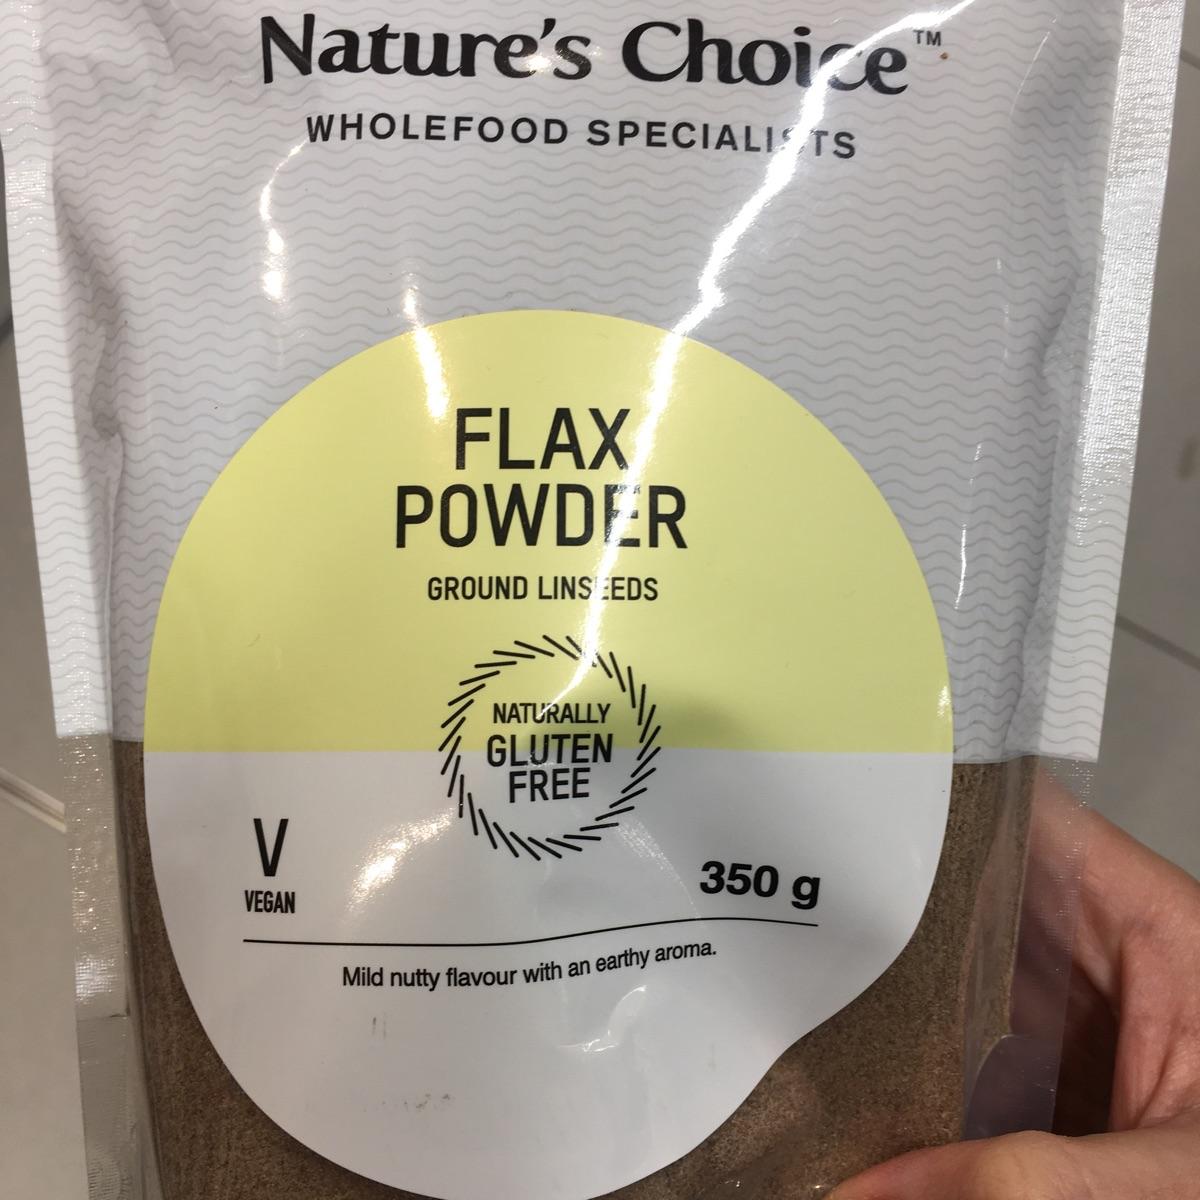 Nature's Choice™
WHOLEFOOD SPECIALISTS
FLAX
POWDER
GROUND LINSEEDS
NATURALLY
GLUTEN
FREE
V
VEGAN
350 g
Mild nutty flavour with an earthy aroma.